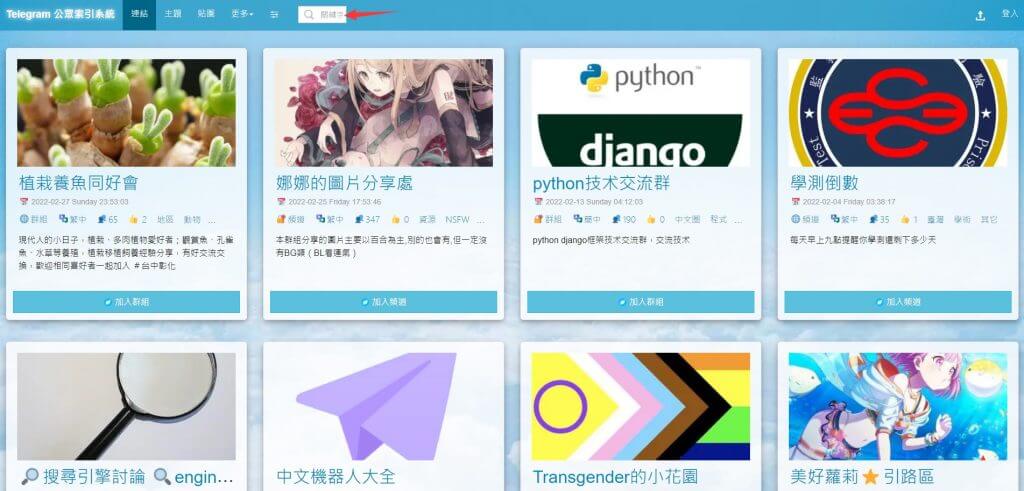 Telegram 公眾索引系統 連結 主題 貼圖 更多 關鍵字 登入
python
django
Test
植栽養魚同好會
2022-02-27 Sunday 23:53:03
群組 繁中 65 2 地區 動物 ...
現代人的小日子,植栽、多肉植物愛好者;觀賞魚、孔雀
魚、水草等養殖,植栽移植飼養經驗分享,有好交流交
換,歡迎相同喜好者一起加入 #台中彰化
加入群組
娜娜的圖片分享處
2022-02-25 Friday 17:53:46
頻道 繁中 347 0 資源 NSFW ...
本群組分享的圖片主要以百合為主,別的也會有,但一定沒
有BG類(BL看運氣)
加入頻道
python技术交流群
2022-02-13 Sunday 04:12:03
群組 簡中 190 0 中文圈 程式 ...
python django框架技术交流群,交流技术
加入群組
學測倒數
2022-02-04 Friday 03:38:17
頻道 繁中 35 1 臺灣 學術 其它
每天早上九點提醒你學測還剩下多少天
加入頻道
搜尋引擎討論 engin...
中文機器人大全
Transgender的小花園
美好蘿莉⭐引路區